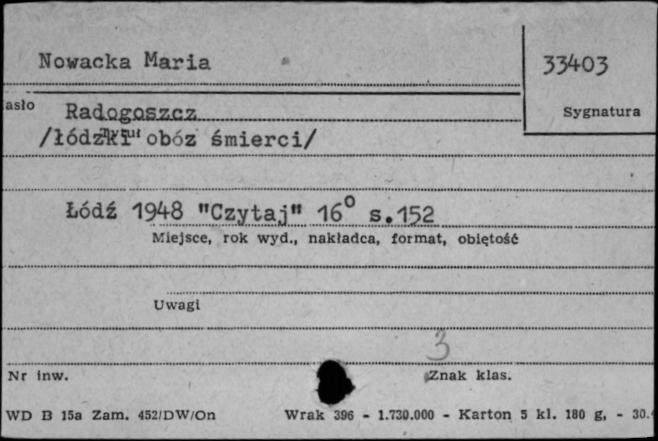 Nowacka Maria
33403
asło Radogoszcz
Sygnatura
/łódzki obóz śmierci/
Łódź 1948 "Czytaj" 16° s.152
Miejsce, rok wyd., nakładca, format, objętość
Uwagi
3
Nr inw.
Znak klas.
WD B 15a Zam. 452/DW/On Wrak 396 - 1.730.000 - Karton 5 kl. 180 g, - 30.